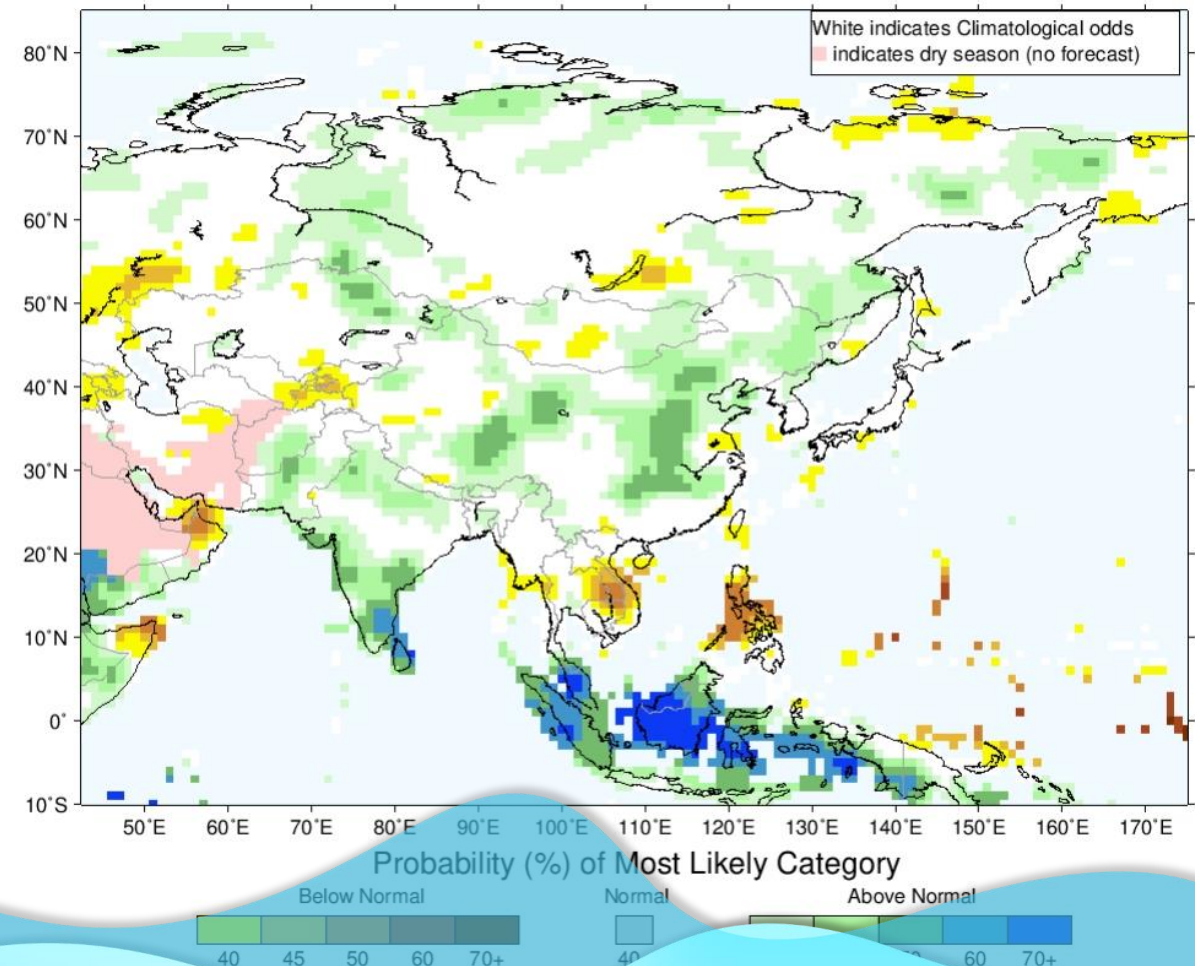 White indicates Climatological odds
indicates dry season (no forecast)
80°N
70°N
60°N
50°N
40°N
30°N
20°N
10°N
0°
10°S
50°E 60°E 70°E 80°E 90°E 100°E 110°E 120°E 130°E 140°E 150°E 160°E 170°E
Probability (%) of Most Likely Category
Below Normal Normal Above Normal
40 45 50 60 70+ 40 60 70+